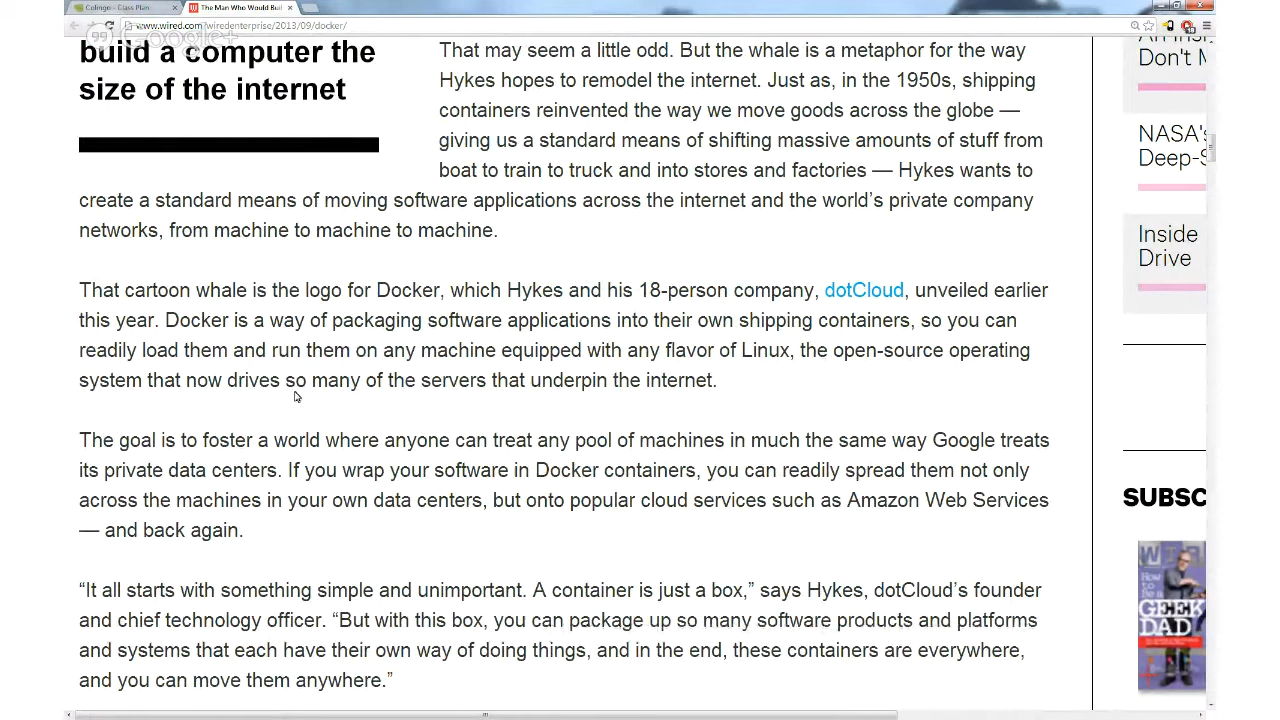 Colingo - Class Plan
The Man Who Would Buil
www.wired.com/wiredenterprise/2013/09/docker/
Google+
build a computer the
size of the internet
That may seem a little odd. But the whale is a metaphor for the way
Hykes hopes to remodel the internet. Just as, in the 1950s, shipping
containers reinvented the way we move goods across the globe —
giving us a standard means of shifting massive amounts of stuff from
boat to train to truck and into stores and factories — Hykes wants to
create a standard means of moving software applications across the internet and the world’s private company
networks, from machine to machine to machine.
That cartoon whale is the logo for Docker, which Hykes and his 18-person company, dotCloud, unveiled earlier
this year. Docker is a way of packaging software applications into their own shipping containers, so you can
readily load them and run them on any machine equipped with any flavor of Linux, the open-source operating
system that now drives so many of the servers that underpin the internet.
The goal is to foster a world where anyone can treat any pool of machines in much the same way Google treats
its private data centers. If you wrap your software in Docker containers, you can readily spread them not only
across the machines in your own data centers, but onto popular cloud services such as Amazon Web Services
— and back again.
“It all starts with something simple and unimportant. A container is just a box,” says Hykes, dotCloud’s founder
and chief technology officer. “But with this box, you can package up so many software products and platforms
and systems that each have their own way of doing things, and in the end, these containers are everywhere,
and you can move them anywhere.”
Don't M
NASA's
Deep-S
Inside
Drive
SUBSC
WIR
How to be a
GEEK
DAD